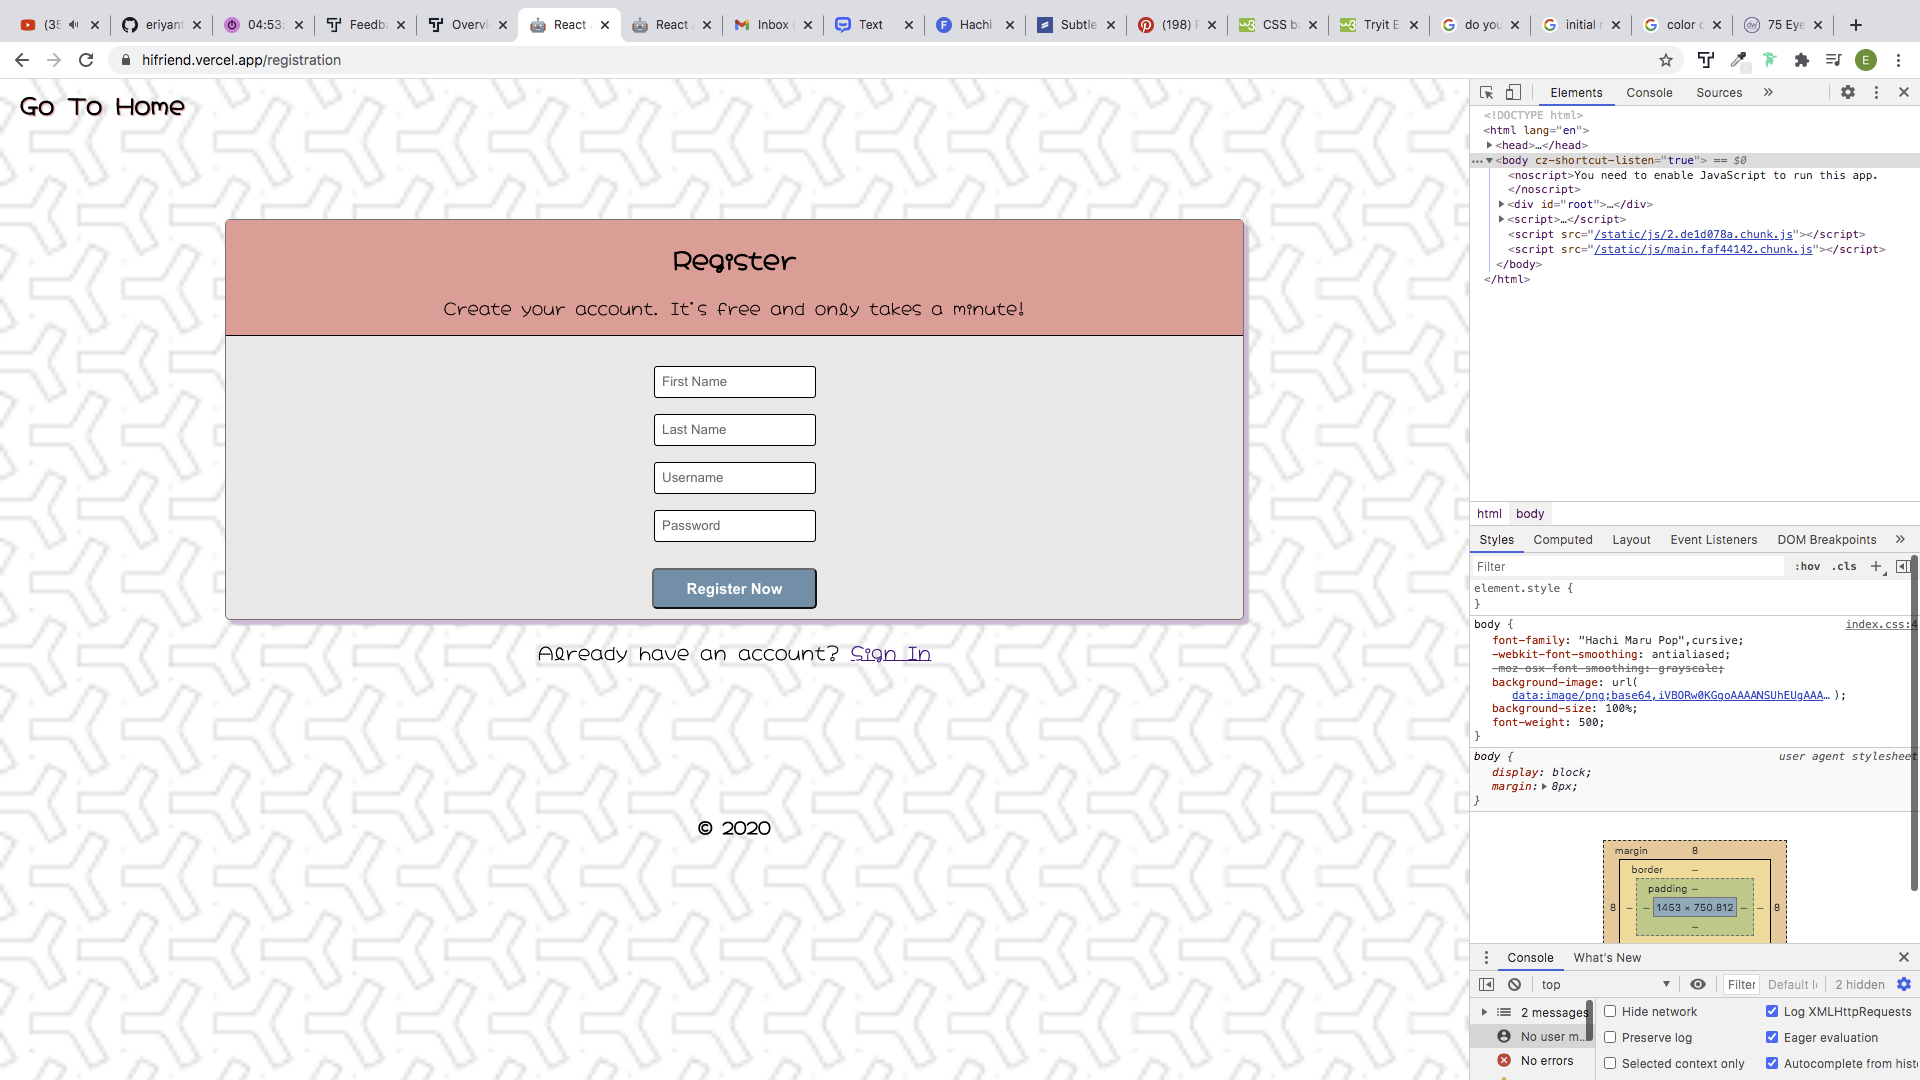 (35
eriyant
04:53:
Feedba
Overvi
React
React
Inbox (
Text
Hachi
Subtle
(198) F
CSS ba
Tryit E
do you
initial r
color c
75 Eye
hifriend.vercel.app/registration
E
Go To Home
Register
Create your account. It's free and only takes a minute!
First Name
Last Name
Username
Password
Register Now
Already have an account? Sign In
© 2020
Elements Console Sources »
<!DOCTYPE html>
<html lang="en">
<head>…</head>
<body cz-shortcut-listen="true"> == $0
<noscript>You need to enable JavaScript to run this app.
</noscript>
<div id="root">…</div>
<script>…</script>
<script src="/static/js/2.de1d078a.chunk.js"></script>
<script src="/static/js/main.faf44142.chunk.js"></script>
</body>
</html>
html body
Styles Computed Layout Event Listeners DOM Breakpoints »
Filter :hov .cls +
element.style {
}
body { index.css:4
font-family: "Hachi Maru Pop",cursive;
-webkit-font-smoothing: antialiased;
-moz-osx-font-smoothing: grayscale;
background-image: url(
data:image/png;base64,iVBORw0KGgoAAAANSUhEUgAAA… );
background-size: 100%;
font-weight: 500;
}
body { user agent stylesheet
display: block;
margin: 8px;
}
margin 8
border –
padding –
8 – – 1453 × 750.812 – – 8
–
Console What's New
top Filter Default l 2 hidden
2 messages
No user m…
No errors
Hide network
Log XMLHttpRequests
Preserve log
Eager evaluation
Selected context only
Autocomplete from hist